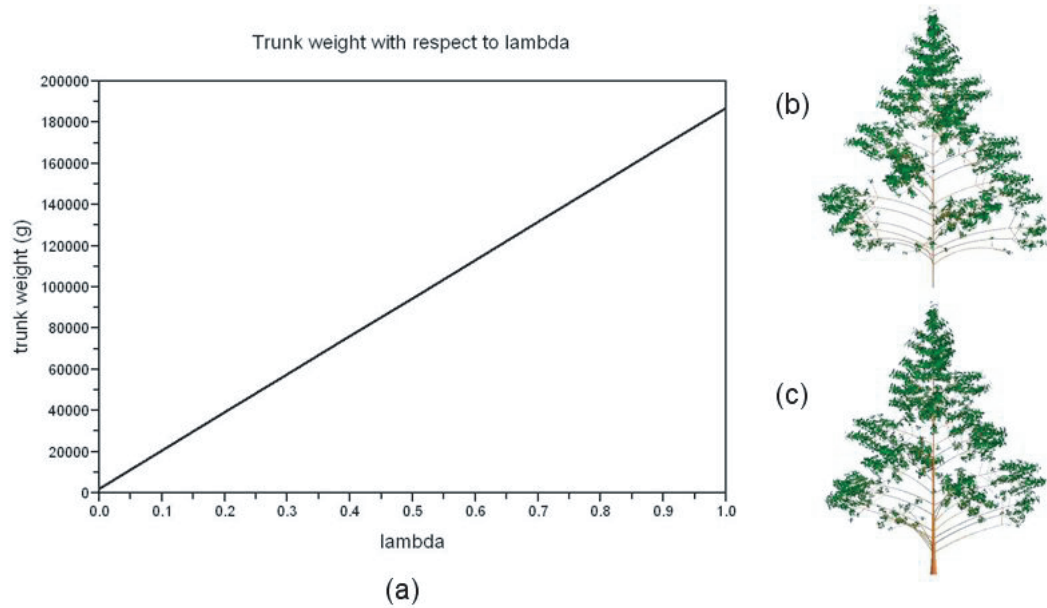 Trunk weight with respect to lambda
200000
180000
160000
140000
120000
100000
80000
60000
40000
20000
0
trunk weight (g)
0.0 0.1 0.2 0.3 0.4 0.5 0.6 0.7 0.8 0.9 1.0
lambda
(a)
(b)
(c)